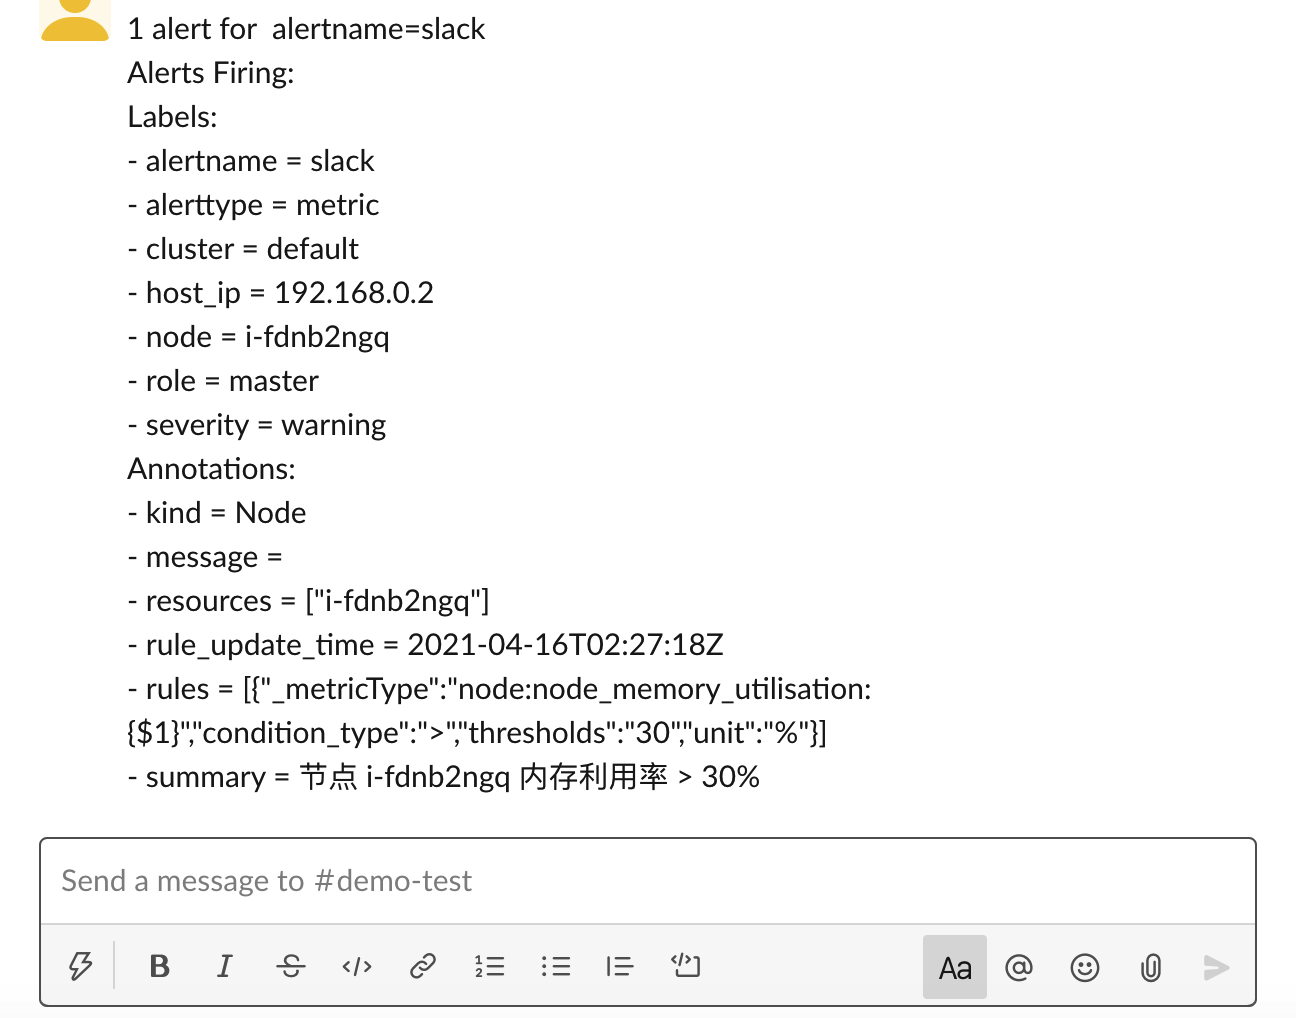 1 alert for  alertname=slack
Alerts Firing:
Labels:
- alertname = slack
- alerttype = metric
- cluster = default
- host_ip = 192.168.0.2
- node = i-fdnb2ngq
- role = master
- severity = warning
Annotations:
- kind = Node
- message =
- resources = ["i-fdnb2ngq"]
- rule_update_time = 2021-04-16T02:27:18Z
- rules = [{"_metricType":"node:node_memory_utilisation:
{$1}","condition_type":">","thresholds":"30","unit":"%"}]
- summary = 节点 i-fdnb2ngq 内存利用率 > 30%
Send a message to #demo-test
B I S </> Aa @